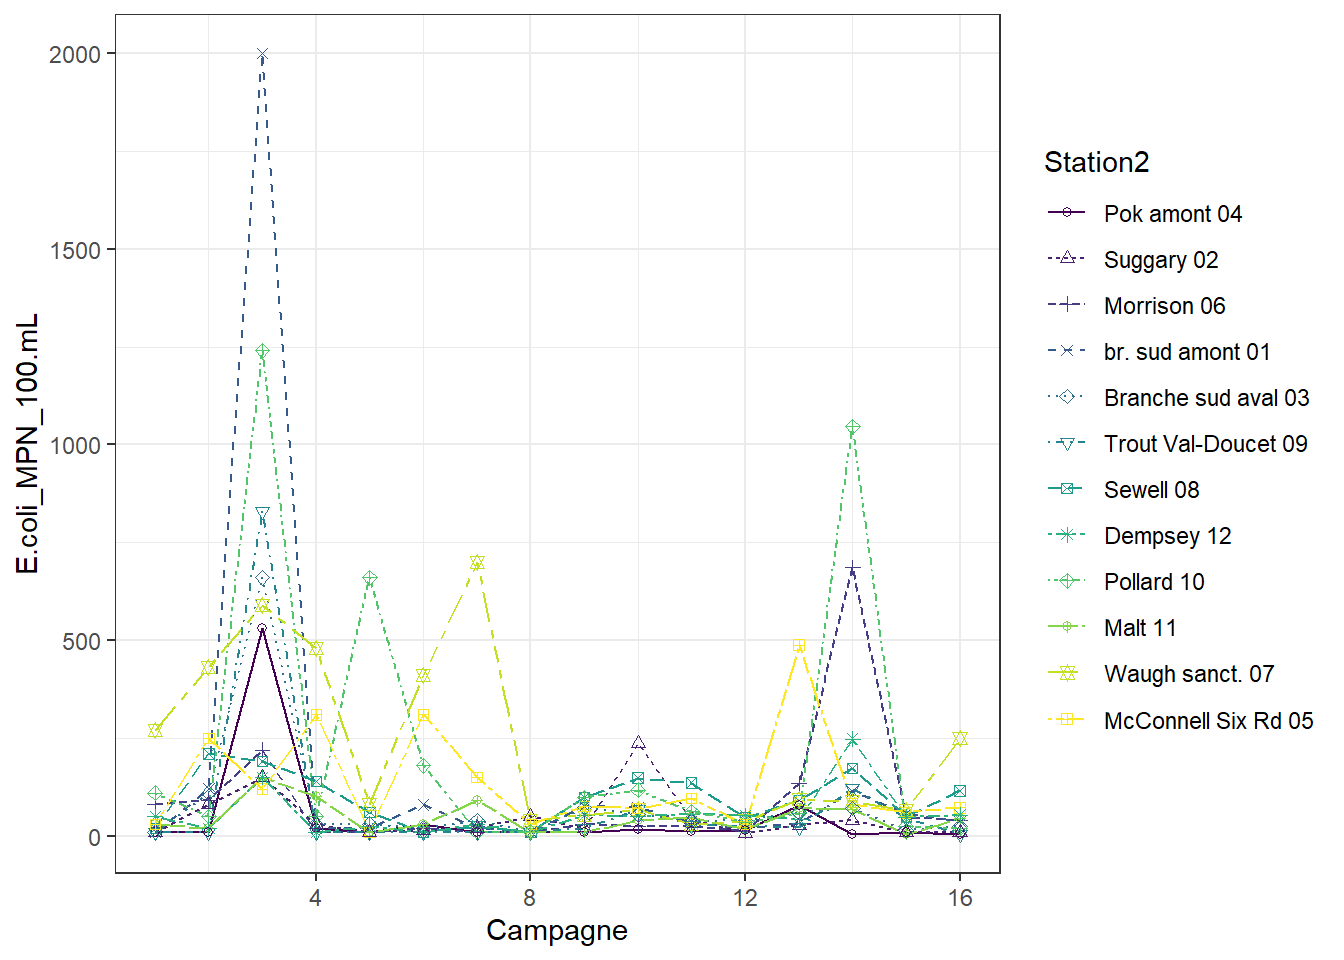 2000
1500
1000
500
0
E.coli_MPN_100.mL
4
8
12
16
Campagne
Station2
Pok amont 04
Suggary 02
Morrison 06
br. sud amont 01
Branche sud aval 03
Trout Val-Doucet 09
Sewell 08
Dempsey 12
Pollard 10
Malt 11
Waugh sanct. 07
McConnell Six Rd 05